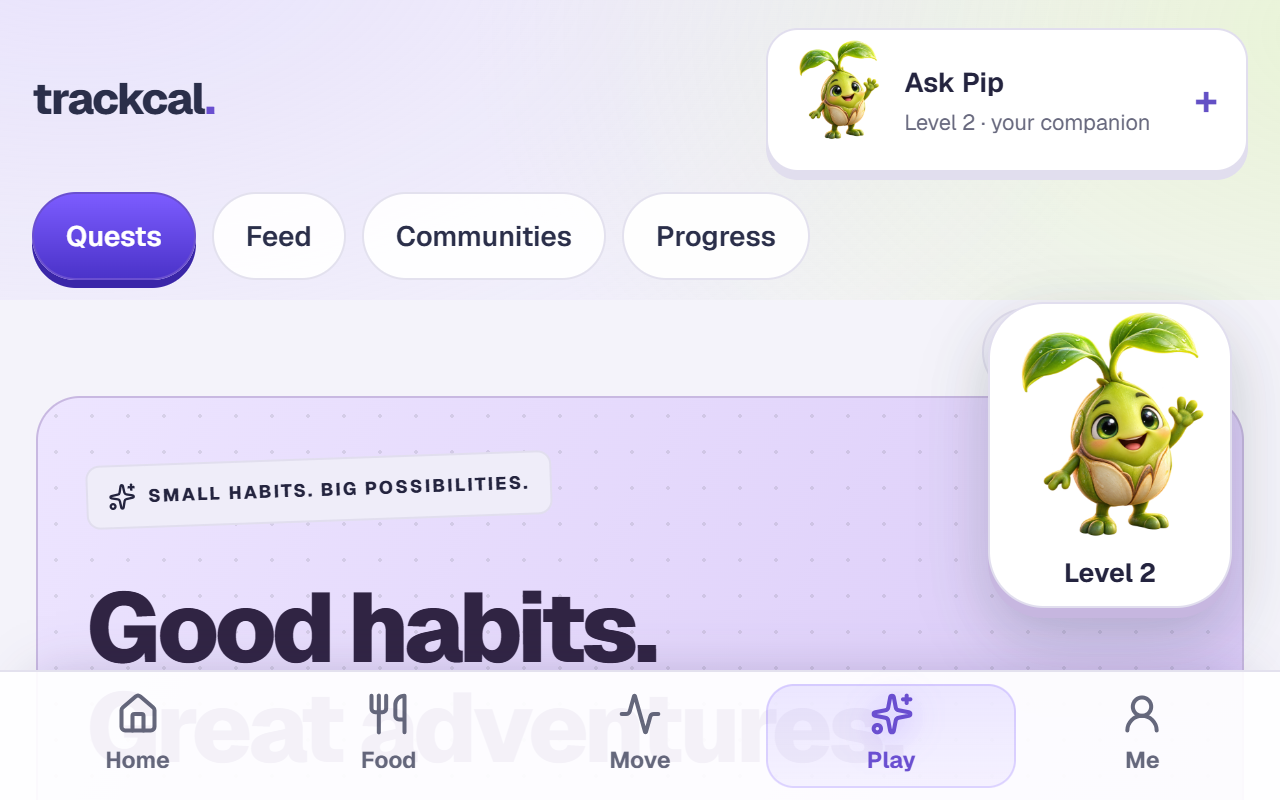 trackcal.
Ask Pip
Level 2 · your companion
+
Quests
Feed
Communities
Progress
SMALL HABITS. BIG POSSIBILITIES.
Level 2
Good habits.
Great adventures.
Home
Food
Move
Play
Me